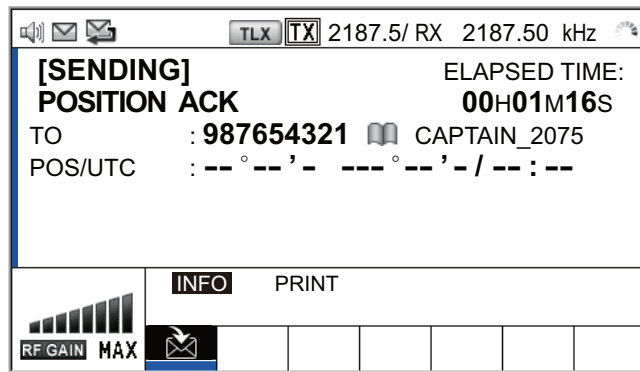 TLX TX 2187.5/ RX 2187.50 kHz
[SENDING] ELAPSED TIME:
POSITION ACK 00H01M16S
TO : 987654321 CAPTAIN_2075
POS/UTC : --°--’- ---°--’-/--:--
INFO PRINT
RF GAIN MAX